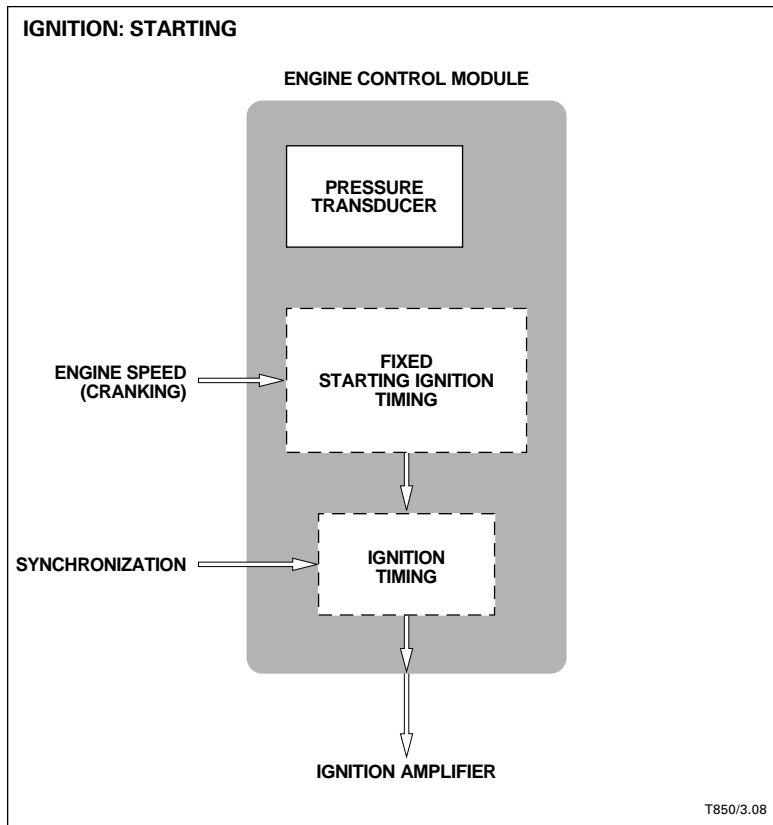 IGNITION: STARTING
ENGINE CONTROL MODULE
PRESSURE
TRANSDUCER
FIXED
STARTING IGNITION
TIMING
ENGINE SPEED
(CRANKING)
IGNITION
TIMING
SYNCHRONIZATION
IGNITION AMPLIFIER
T850/3.08